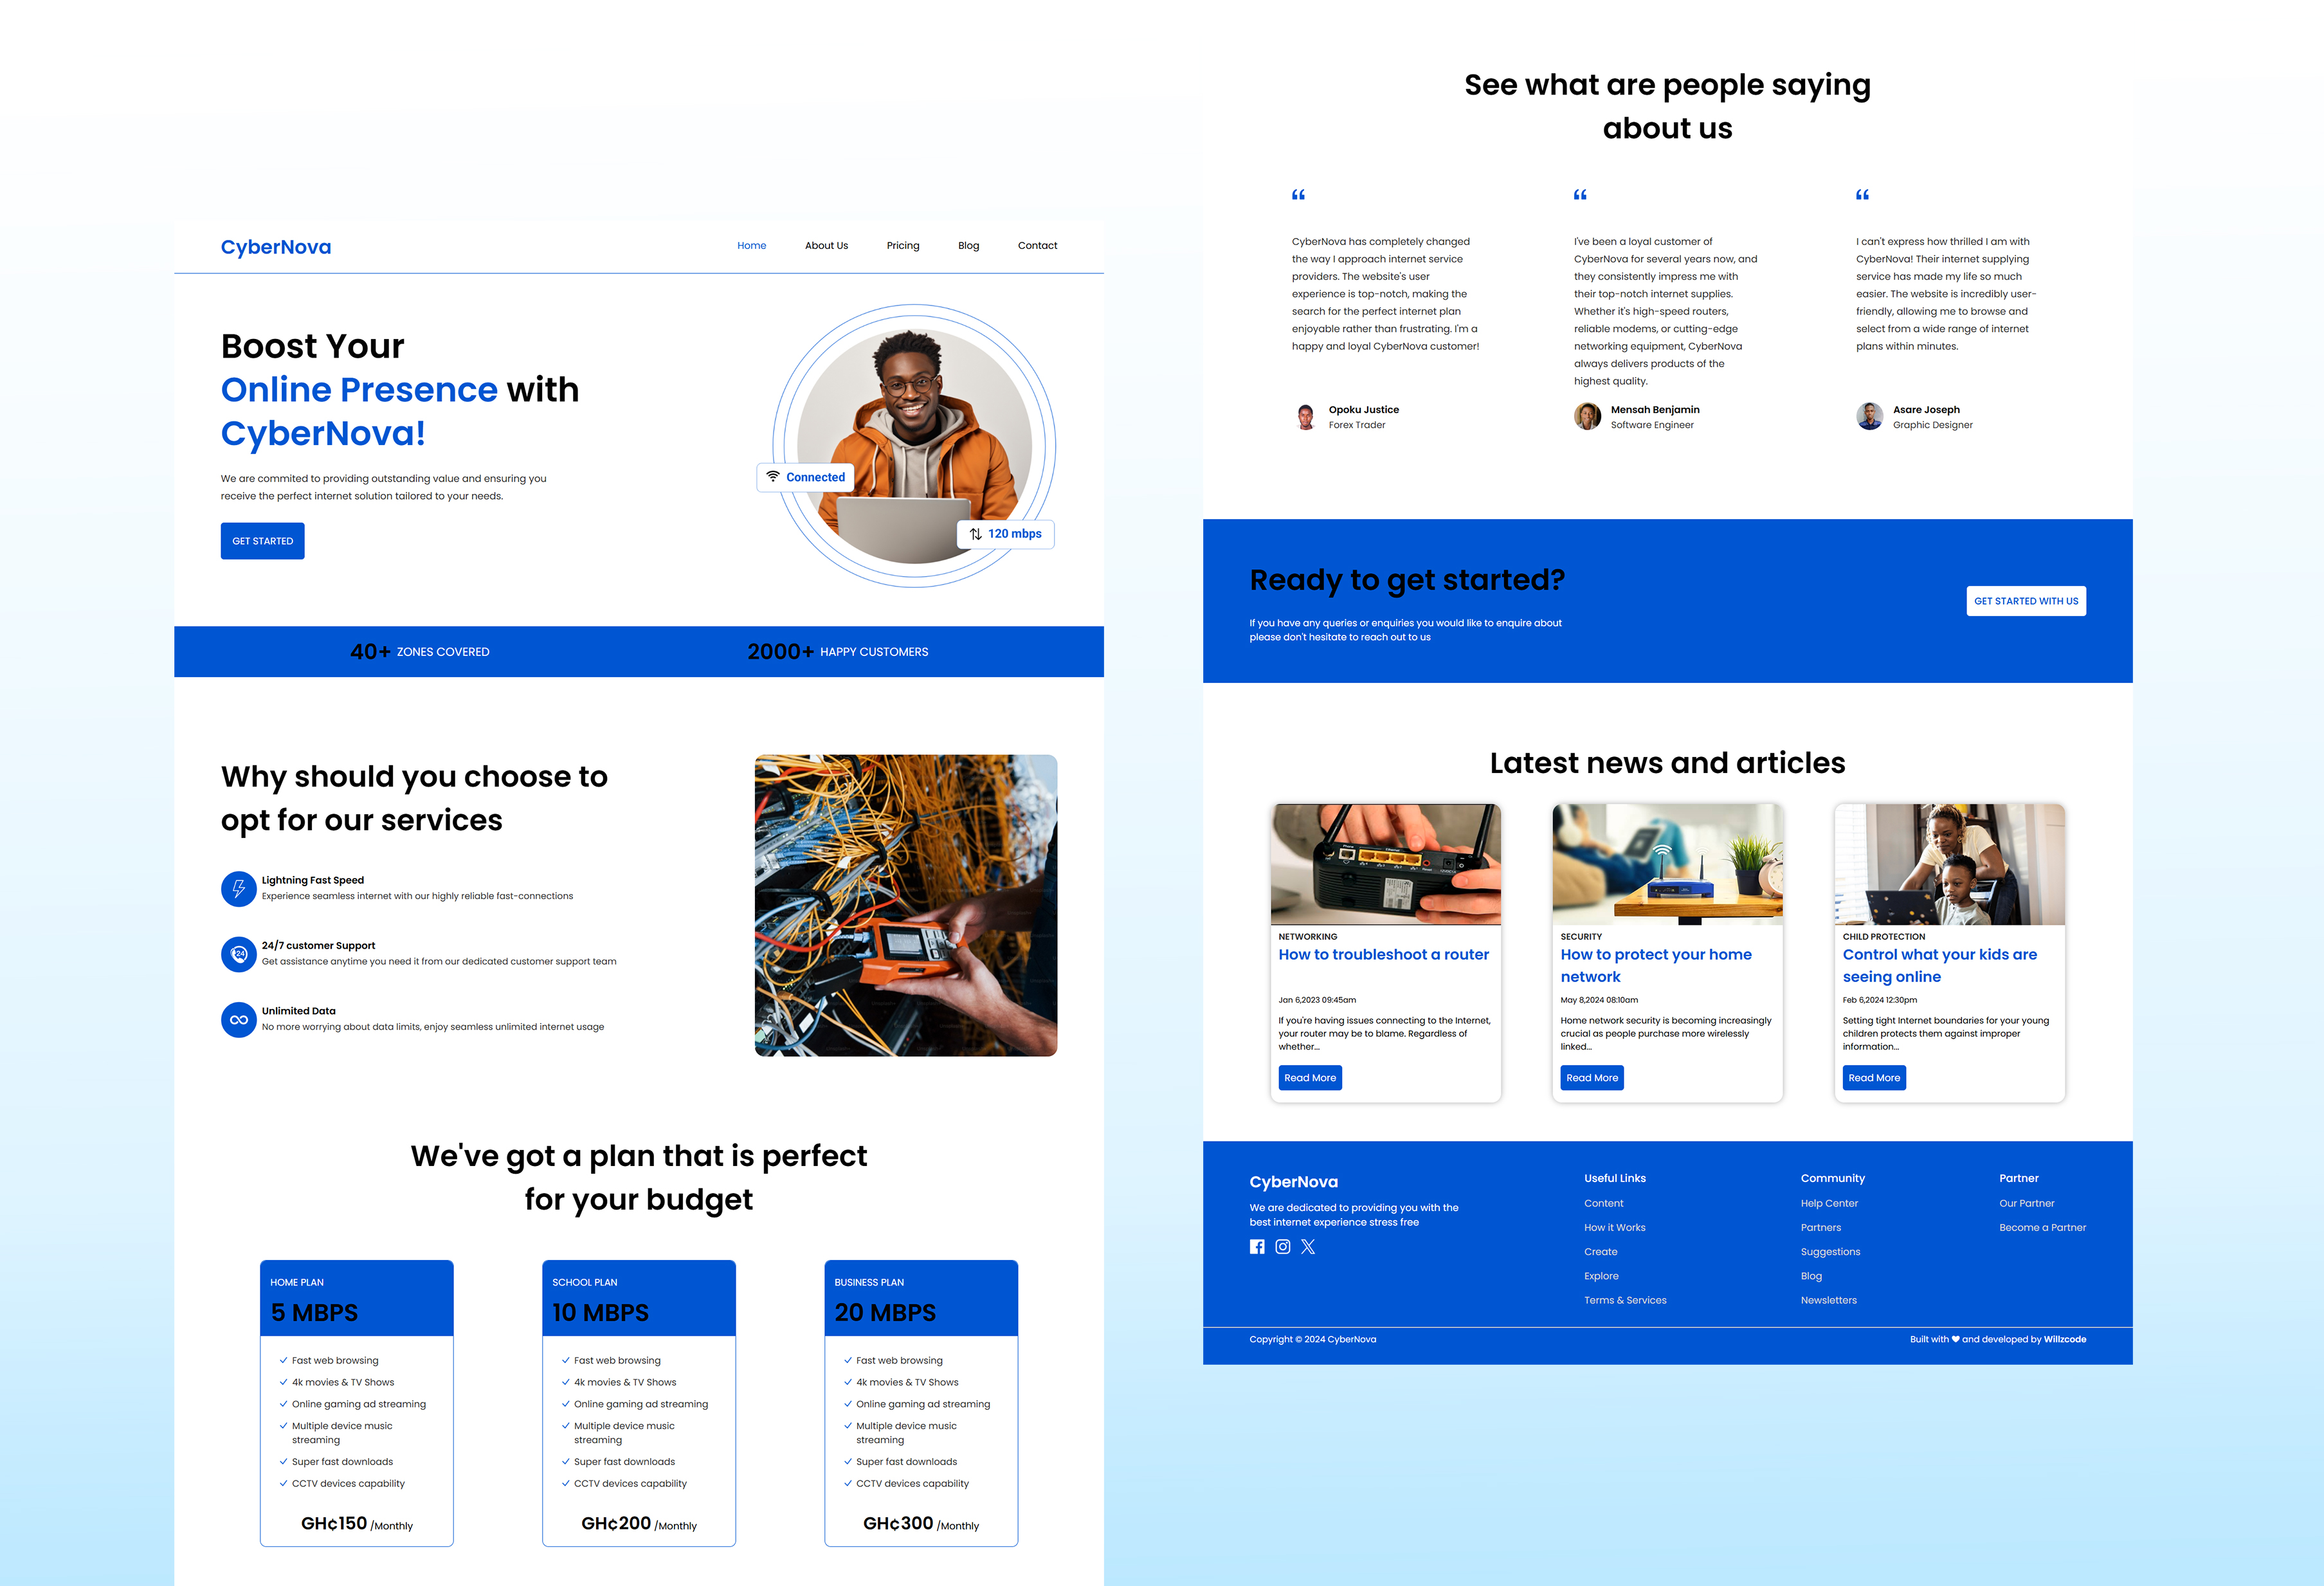 CyberNova
Home
About Us
Pricing
Blog
Contact
Boost Your
Online Presence with
CyberNova!
We are commited to providing outstanding value and ensuring you
receive the perfect internet solution tailored to your needs.
GET STARTED
Connected
120 mbps
40+ ZONES COVERED
2000+ HAPPY CUSTOMERS
Why should you choose to
opt for our services
Lightning Fast Speed
Experience seamless internet with our highly reliable fast-connections
24
24/7 customer Support
Get assistance anytime you need it from our dedicated customer support team
Unlimited Data
No more worrying about data limits, enjoy seamless unlimited internet usage
We've got a plan that is perfect
for your budget
HOME PLAN
5 MBPS
Fast web browsing
4k movies & TV Shows
Online gaming ad streaming
Multiple device music
streaming
Super fast downloads
CCTV devices capability
GH¢150 /Monthly
SCHOOL PLAN
10 MBPS
Fast web browsing
4k movies & TV Shows
Online gaming ad streaming
Multiple device music
streaming
Super fast downloads
CCTV devices capability
GH¢200 /Monthly
BUSINESS PLAN
20 MBPS
Fast web browsing
4k movies & TV Shows
Online gaming ad streaming
Multiple device music
streaming
Super fast downloads
CCTV devices capability
GH¢300 /Monthly
See what are people saying
about us
“
CyberNova has completely changed
the way I approach internet service
providers. The website's user
experience is top-notch, making the
search for the perfect internet plan
enjoyable rather than frustrating. I'm a
happy and loyal CyberNova customer!
Opoku Justice
Forex Trader
“
I've been a loyal customer of
CyberNova for several years now, and
they consistently impress me with
their top-notch internet supplies.
Whether it's high-speed routers,
reliable modems, or cutting-edge
networking equipment, CyberNova
always delivers products of the
highest quality.
Mensah Benjamin
Software Engineer
“
I can't express how thrilled I am with
CyberNova! Their internet supplying
service has made my life so much
easier. The website is incredibly user-
friendly, allowing me to browse and
select from a wide range of internet
plans within minutes.
Asare Joseph
Graphic Designer
Ready to get started?
If you have any queries or enquiries you would like to enquire about
please don't hesitate to reach out to us
GET STARTED WITH US
Latest news and articles
NETWORKING
How to troubleshoot a router
Jan 6,2023 09:45am
If you're having issues connecting to the Internet,
your router may be to blame. Regardless of
whether...
Read More
SECURITY
How to protect your home
network
May 8,2024 08:10am
Home network security is becoming increasingly
crucial as people purchase more wirelessly
linked...
Read More
CHILD PROTECTION
Control what your kids are
seeing online
Feb 6,2024 12:30pm
Setting tight Internet boundaries for your young
children protects them against improper
information...
Read More
CyberNova
We are dedicated to providing you with the
best internet experience stress free
Useful Links
Content
How it Works
Create
Explore
Terms & Services
Community
Help Center
Partners
Suggestions
Blog
Newsletters
Partner
Our Partner
Become a Partner
Copyright © 2024 CyberNova
Built with ♥ and developed by Willzcode